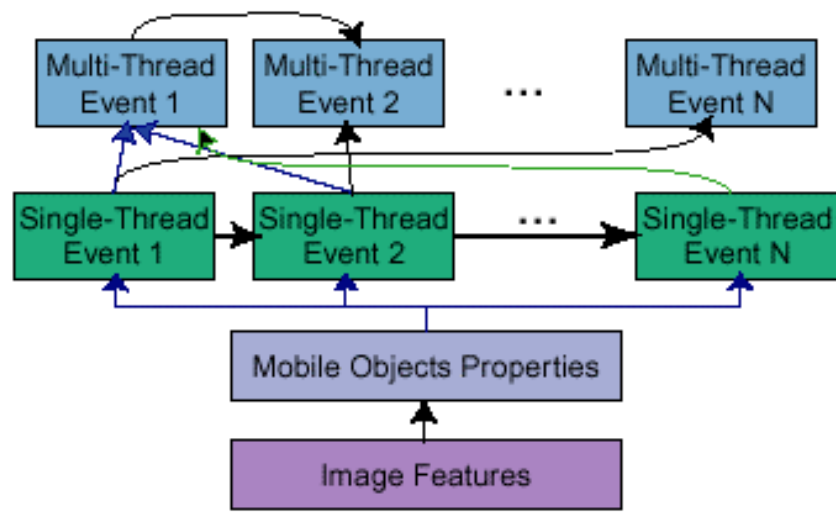 Multi-Thread
Event 1
Multi-Thread
Event 2
...
Multi-Thread
Event N
Single-Thread
Event 1
Single-Thread
Event 2
...
Single-Thread
Event N
Mobile Objects Properties
Image Features